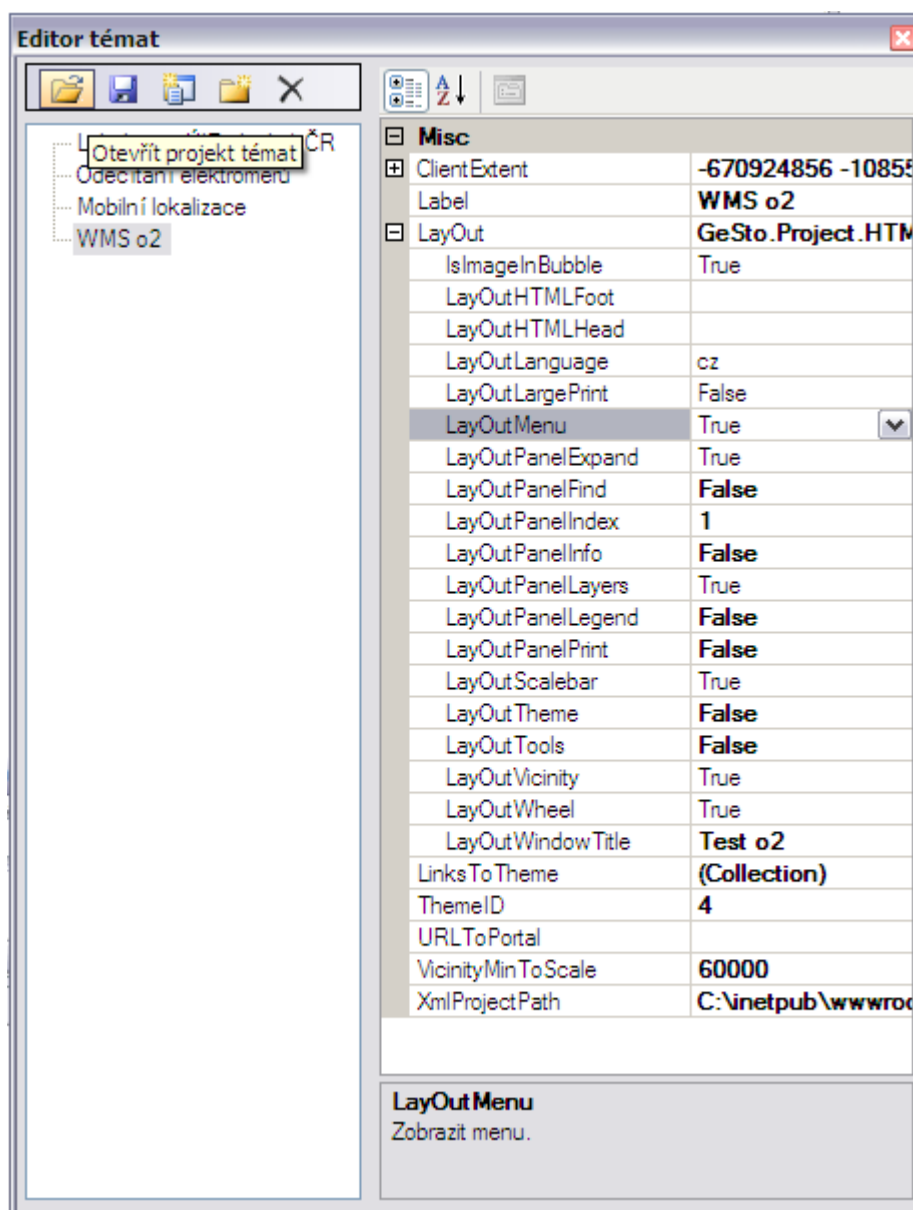 Editor témat
ČR
Otevřít projekt témat
Odečítání elektroměrů
Mobilní lokalizace
WMS o2
Misc
ClientExtent -670924856 -10855
Label WMS o2
LayOut GeSto.Project.HTM
IsImageInBubble True
LayOutHTMLFoot
LayOutHTMLHead
LayOutLanguage cz
LayOutLargePrint False
LayOutMenu True
LayOutPanelExpand True
LayOutPanelFind False
LayOutPanelIndex 1
LayOutPanelInfo False
LayOutPanelLayers True
LayOutPanelLegend False
LayOutPanelPrint False
LayOutScalebar True
LayOutTheme False
LayOutTools False
LayOutVicinity True
LayOutWheel True
LayOutWindowTitle Test o2
LinksToTheme (Collection)
ThemeID 4
URLToPortal
VicinityMinToScale 60000
XmlProjectPath C:\inetpub\wwwroo
LayOutMenu
Zobrazit menu.